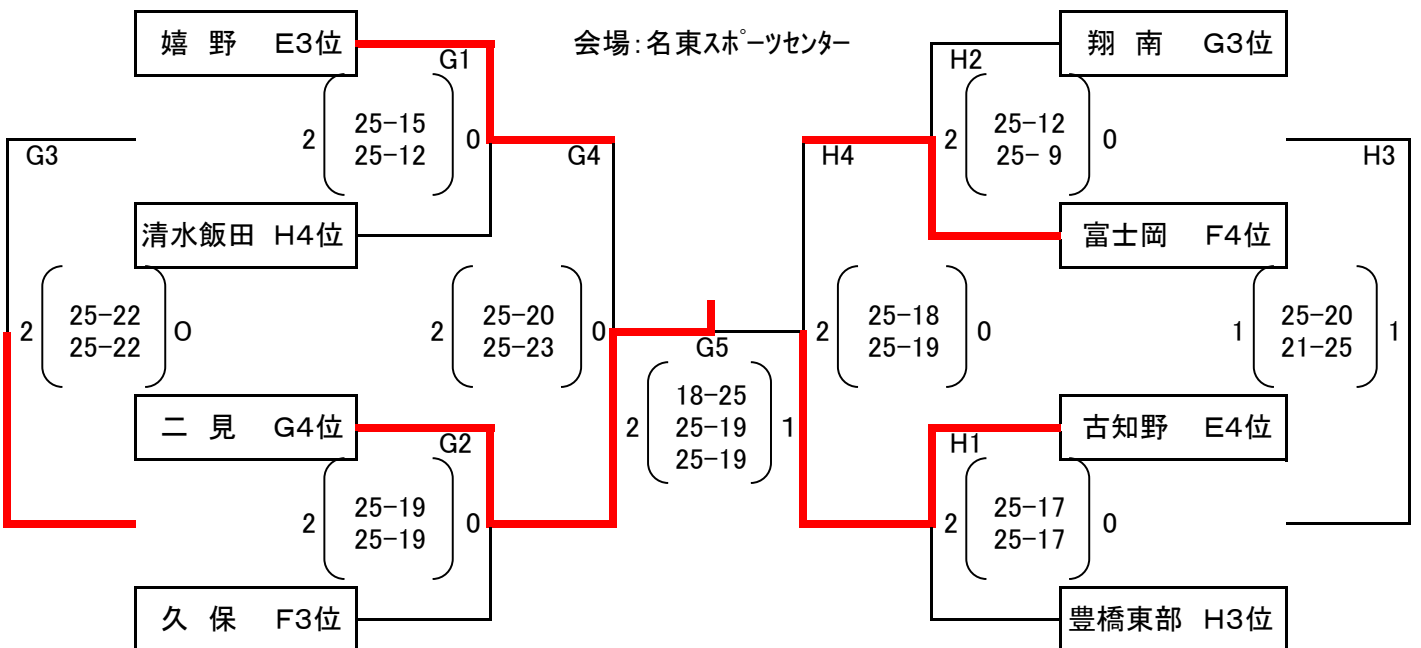 嬉 野 E3位
会場:名東スポーツセンター
翔 南 G3位
G1
H2
2 25-15 0
25-12
2 25-12 0
25- 9
G3
G4
H4
H3
清水飯田 H4位
富士岡 F4位
2 25-22 0
25-22
2 25-20 0
25-23
2 25-18 0
25-19
1 25-20 1
21-25
G5
2 18-25 1
25-19
25-19
二 見 G4位
古知野 E4位
G2
H1
2 25-19 0
25-19
2 25-17 0
25-17
久 保 F3位
豊橋東部 H3位